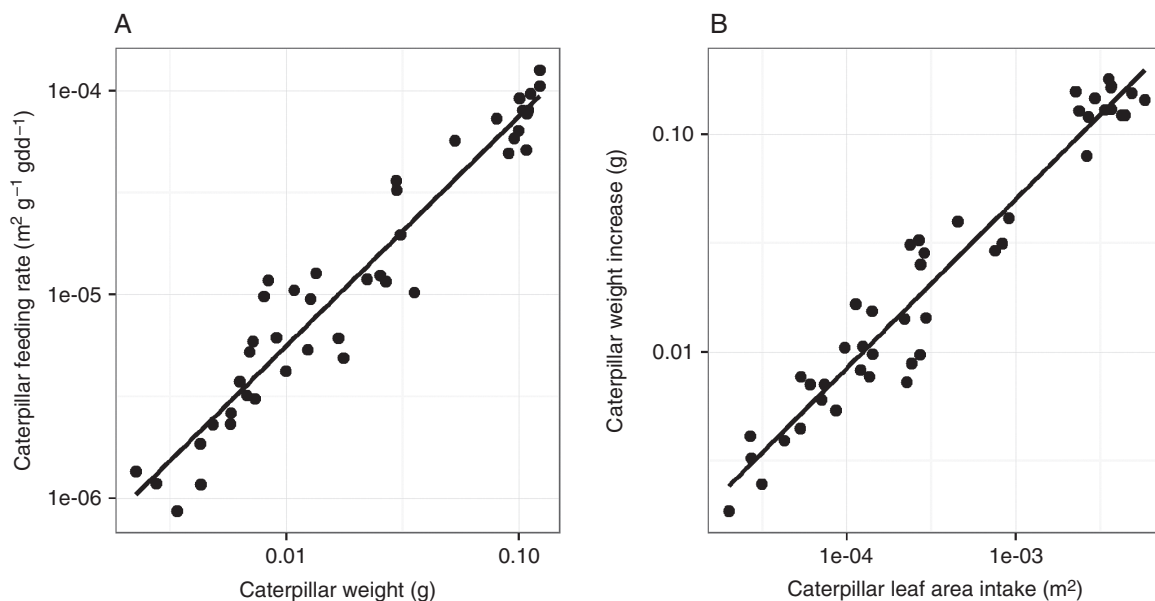 A
Caterpillar feeding rate (m² g⁻¹ gdd⁻¹)
1e-04
1e-05
1e-06
0.01 0.10
Caterpillar weight (g)
B
Caterpillar weight increase (g)
0.10
0.01
1e-04 1e-03
Caterpillar leaf area intake (m²)